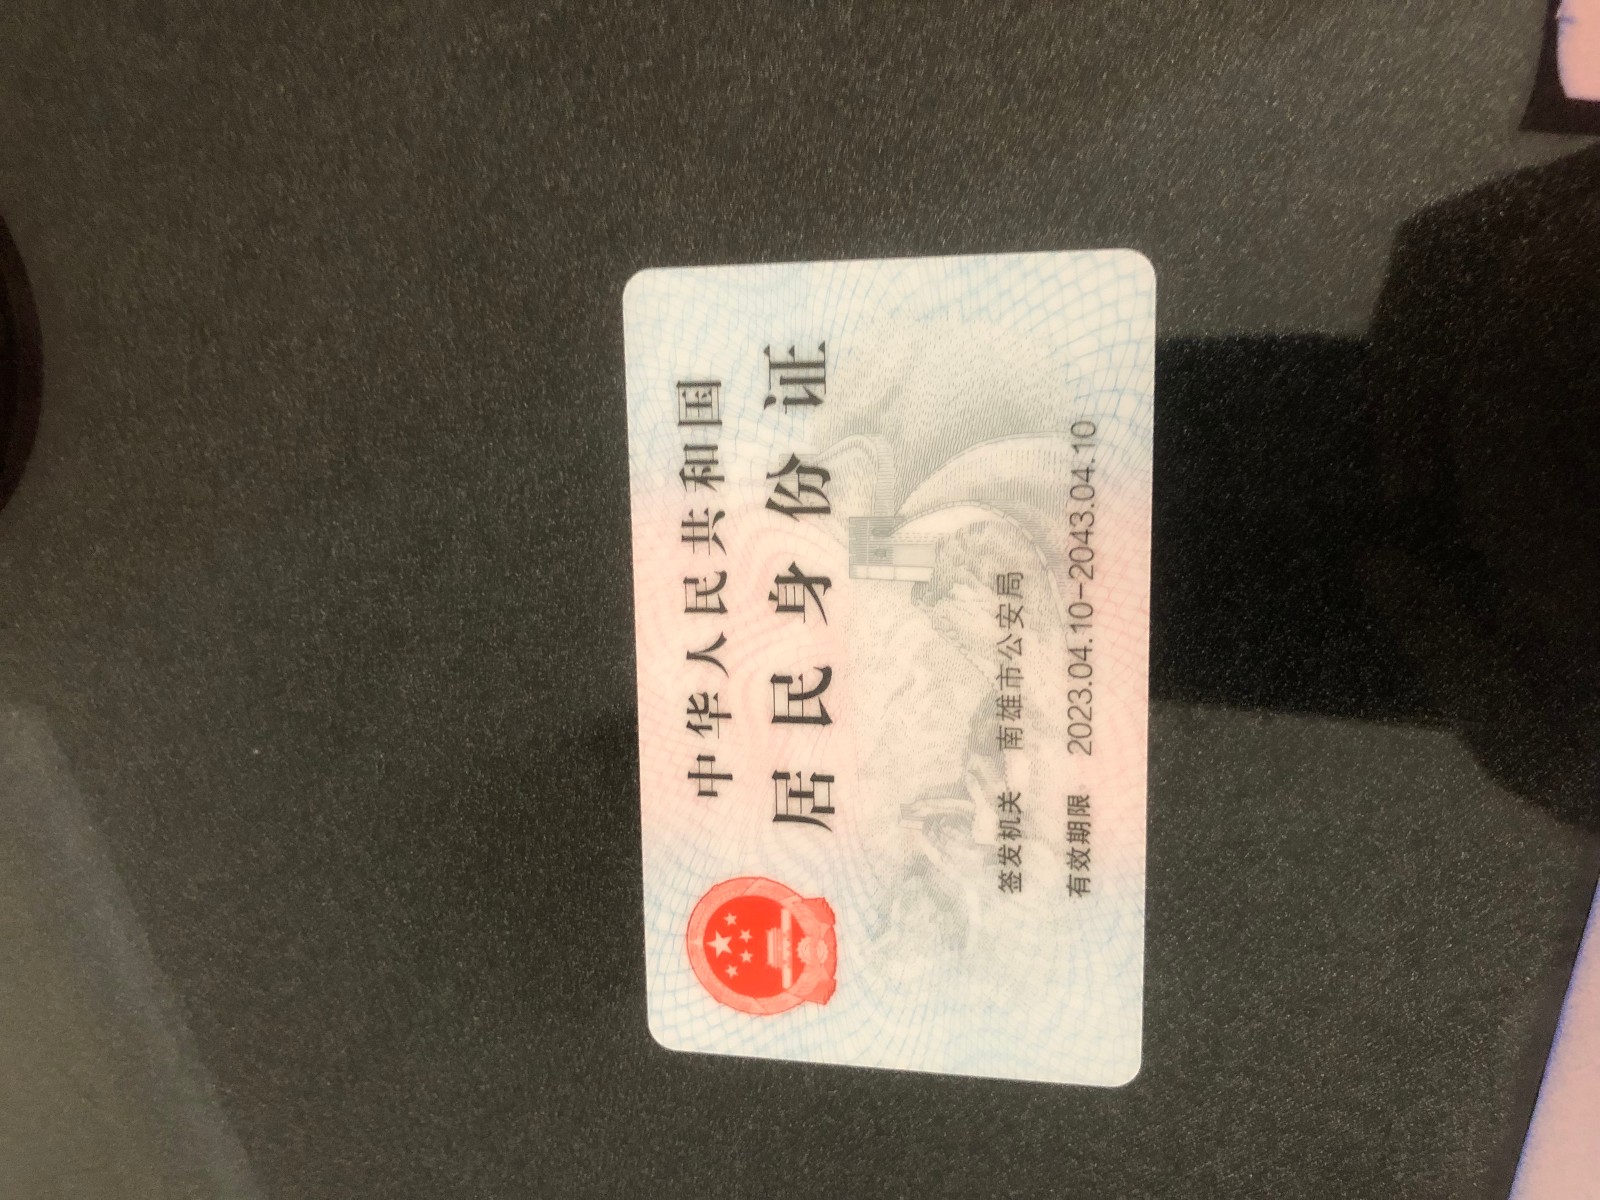 中华人民共和国
居民身份证
签发机关 南雄市公安局
有效期限 2023.04.10-2043.04.10